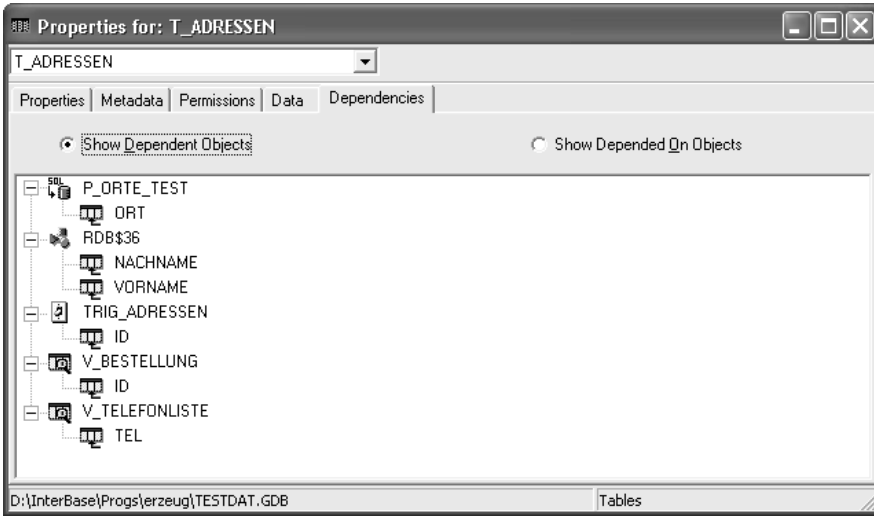 Properties for: T_ADRESSEN
T_ADRESSEN
Properties Metadata Permissions Data Dependencies
Show Dependent Objects Show Depended On Objects
SQL P_ORTE_TEST
ORT
RDB$36
NACHNAME
VORNAME
TRIG_ADRESSEN
ID
V_BESTELLUNG
ID
V_TELEFONLISTE
TEL
D:\InterBase\Progs\erzeug\TESTDAT.GDB Tables